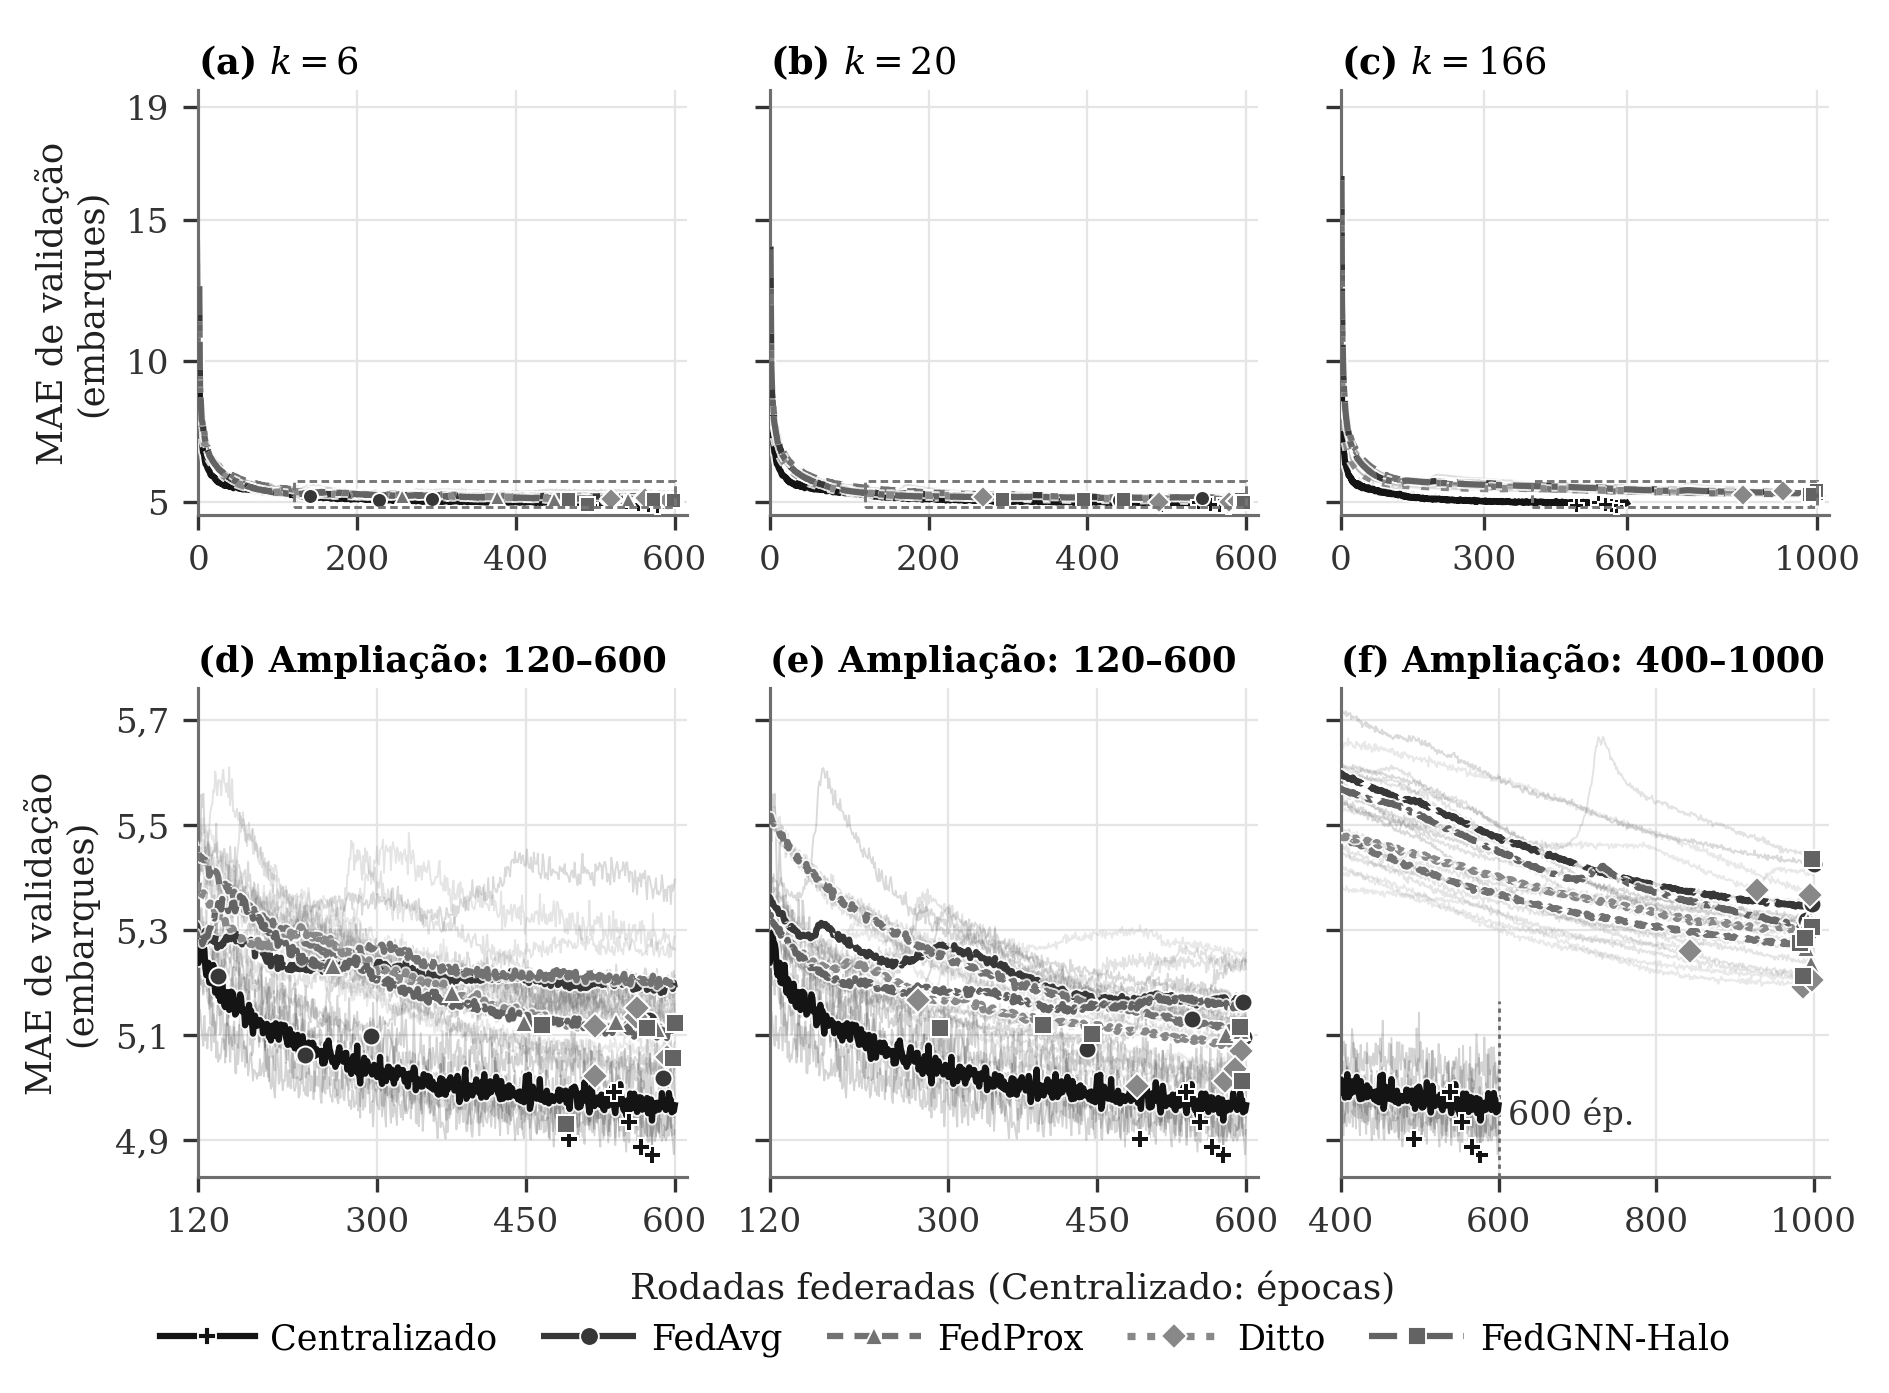 (a) k = 6
(b) k = 20
(c) k = 166
MAE de validação
(embarques)
19
15
10
5
0 200 400 600
0 200 400 600
0 300 600 1000
(d) Ampliação: 120–600
(e) Ampliação: 120–600
(f) Ampliação: 400–1000
MAE de validação
(embarques)
5,7
5,5
5,3
5,1
4,9
600 ép.
120 300 450 600
120 300 450 600
400 600 800 1000
Rodadas federadas (Centralizado: épocas)
Centralizado FedAvg FedProx Ditto FedGNN-Halo